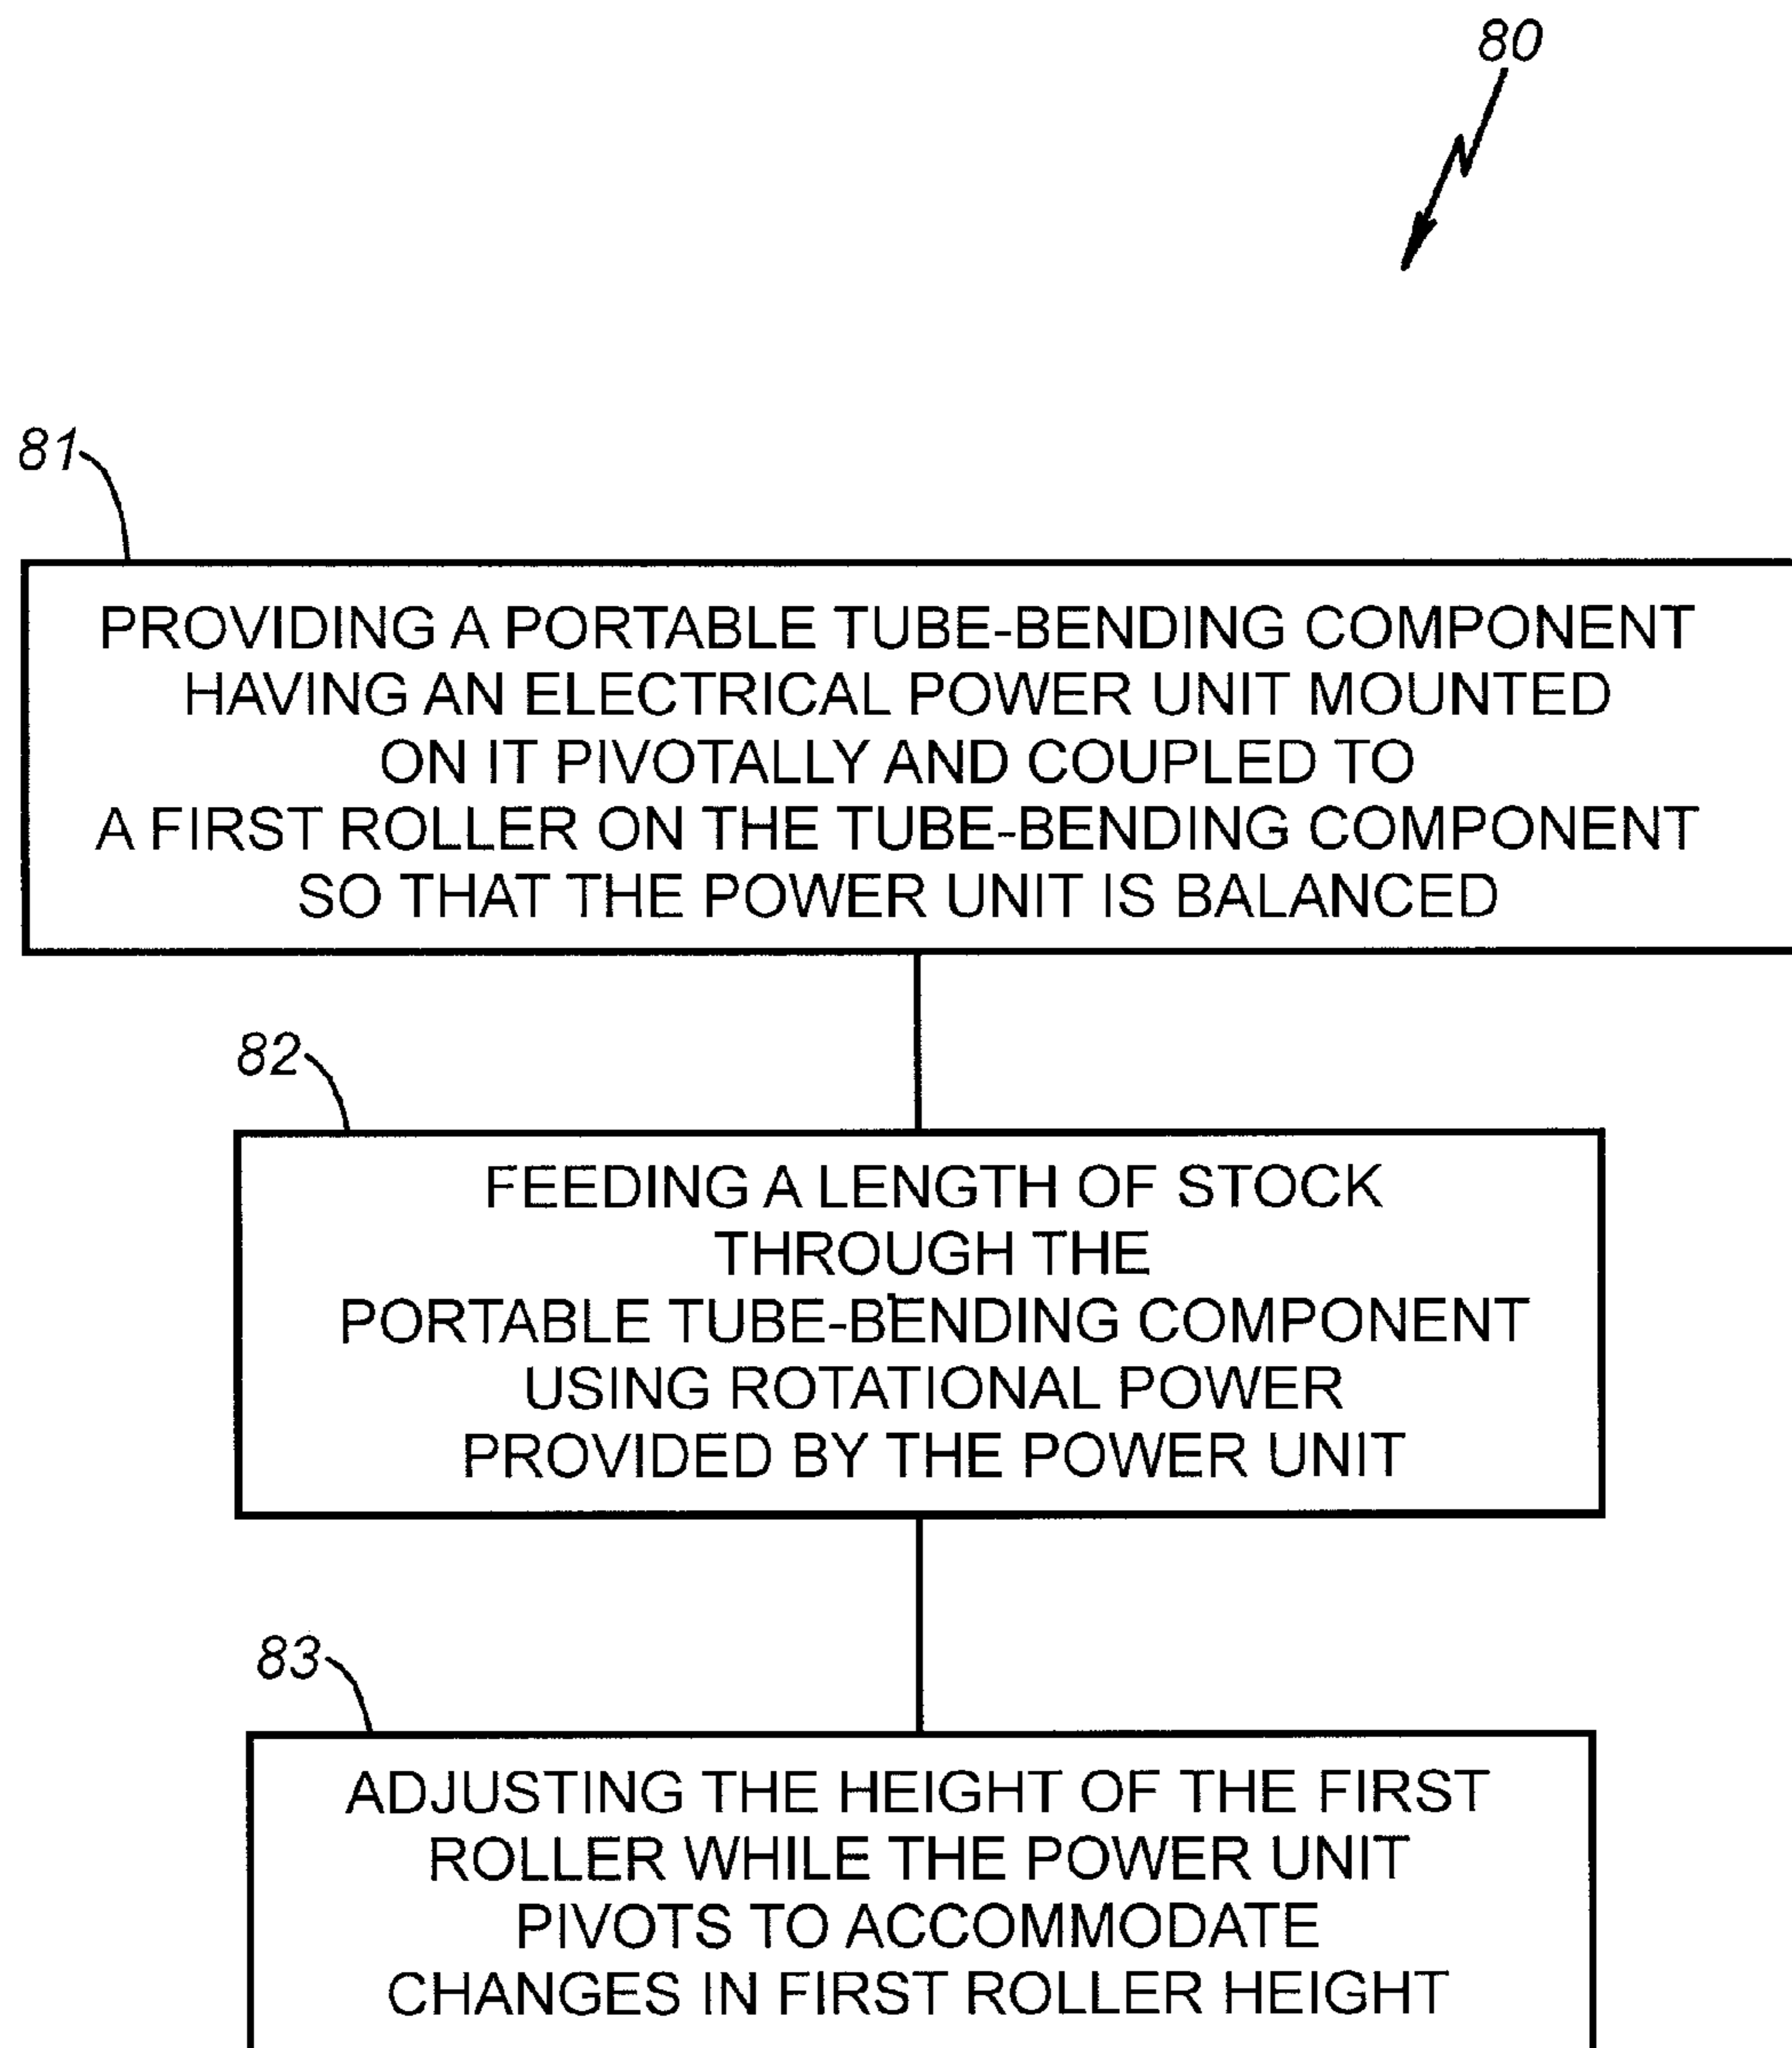 80
81
PROVIDING A PORTABLE TUBE-BENDING COMPONENT
HAVING AN ELECTRICAL POWER UNIT MOUNTED
ON IT PIVOTALLY AND COUPLED TO
A FIRST ROLLER ON THE TUBE-BENDING COMPONENT
SO THAT THE POWER UNIT IS BALANCED
82
FEEDING A LENGTH OF STOCK
THROUGH THE
PORTABLE TUBE-BENDING COMPONENT
USING ROTATIONAL POWER
PROVIDED BY THE POWER UNIT
83
ADJUSTING THE HEIGHT OF THE FIRST
ROLLER WHILE THE POWER UNIT
PIVOTS TO ACCOMMODATE
CHANGES IN FIRST ROLLER HEIGHT